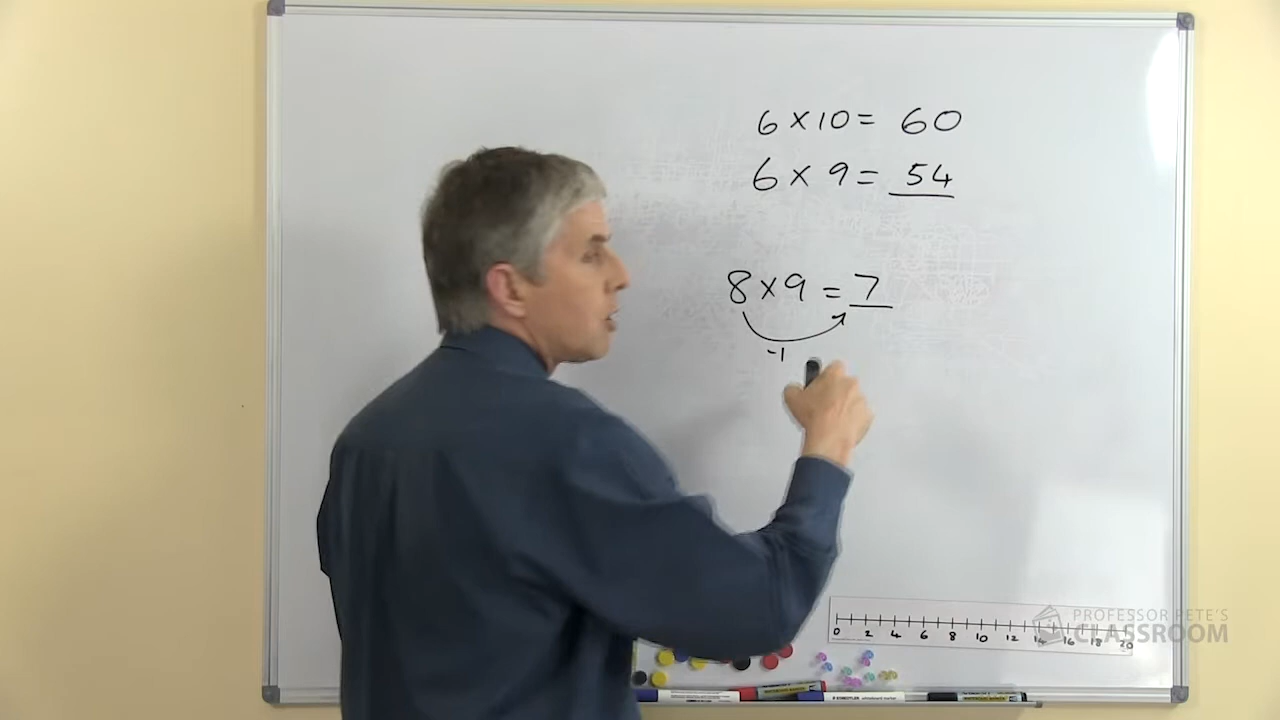 6 × 10 = 60
6 × 9 = 54
8 × 9 = 7
-1
0 2 4 6 8 10 12 14 16 18 20
PROFESSOR PETE'S
CLASSROOM